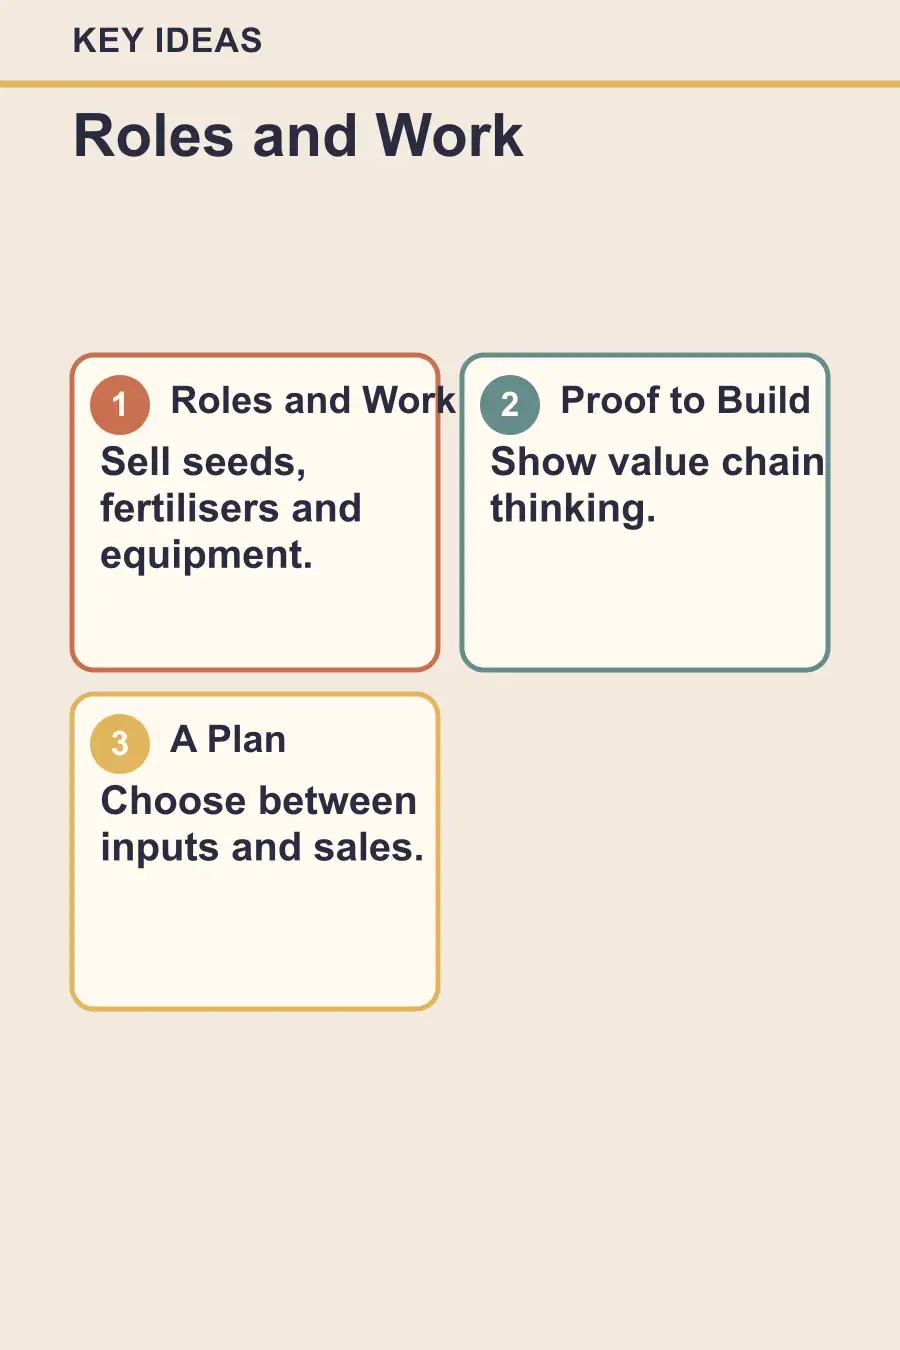 KEY IDEAS
Roles and Work
1 Roles and Work
Sell seeds,
fertilisers and
equipment.
2 Proof to Build
Show value chain
thinking.
3 A Plan
Choose between
inputs and sales.